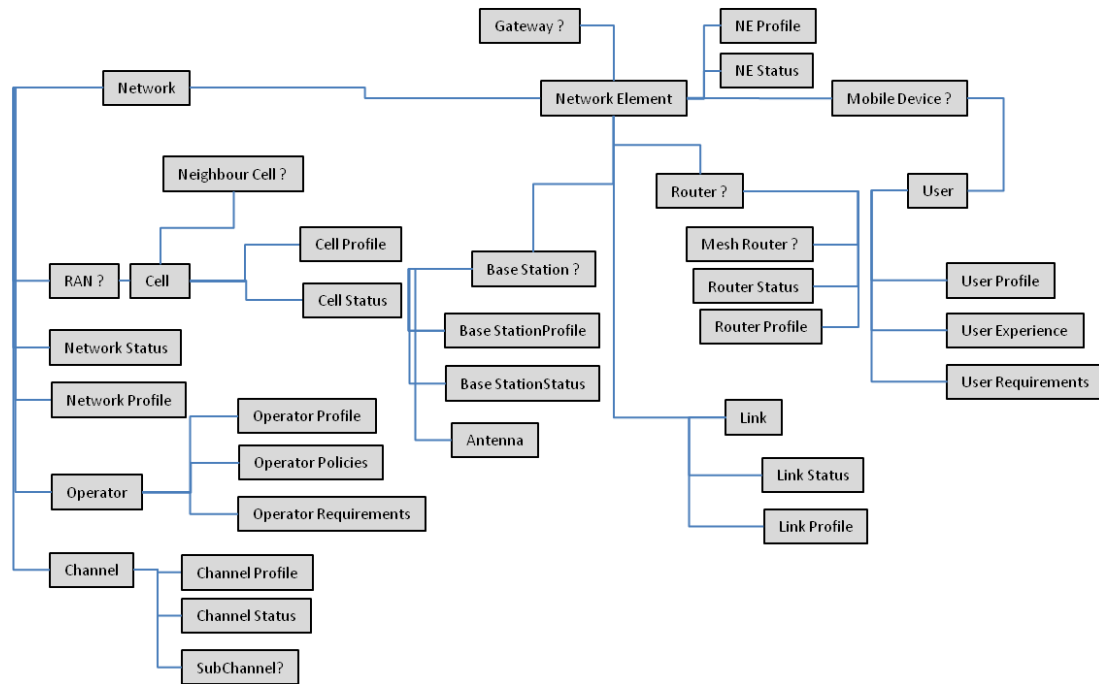 Gateway ?
NE Profile
NE Status
Network
Network Element
Mobile Device ?
Neighbour Cell ?
Router ?
User
Cell Profile
Mesh Router ?
RAN ?
Cell
Base Station ?
User Profile
Cell Status
Router Status
Base StationProfile
Router Profile
User Experience
Network Status
Base StationStatus
User Requirements
Network Profile
Operator Profile
Link
Antenna
Operator Policies
Link Status
Operator
Operator Requirements
Link Profile
Channel
Channel Profile
Channel Status
SubChannel?